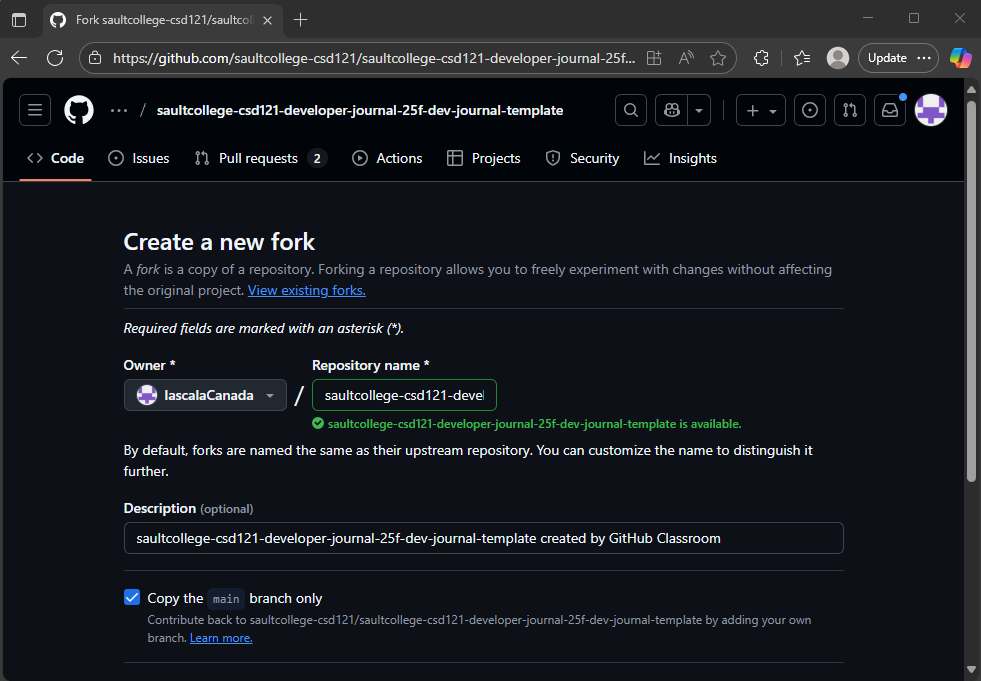 Fork saultcollege-csd121/saultcol
https://github.com/saultcollege-csd121/saultcollege-csd121-developer-journal-25f...
Update
/ saultcollege-csd121-developer-journal-25f-dev-journal-template
Code Issues Pull requests 2 Actions Projects Security Insights
Create a new fork
A fork is a copy of a repository. Forking a repository allows you to freely experiment with changes without affecting
the original project. View existing forks.
Required fields are marked with an asterisk (*).
Owner * Repository name *
IascalaCanada / saultcollege-csd121-devel
saultcollege-csd121-developer-journal-25f-dev-journal-template is available.
By default, forks are named the same as their upstream repository. You can customize the name to distinguish it
further.
Description (optional)
saultcollege-csd121-developer-journal-25f-dev-journal-template created by GitHub Classroom
Copy the main branch only
Contribute back to saultcollege-csd121/saultcollege-csd121-developer-journal-25f-dev-journal-template by adding your own
branch. Learn more.